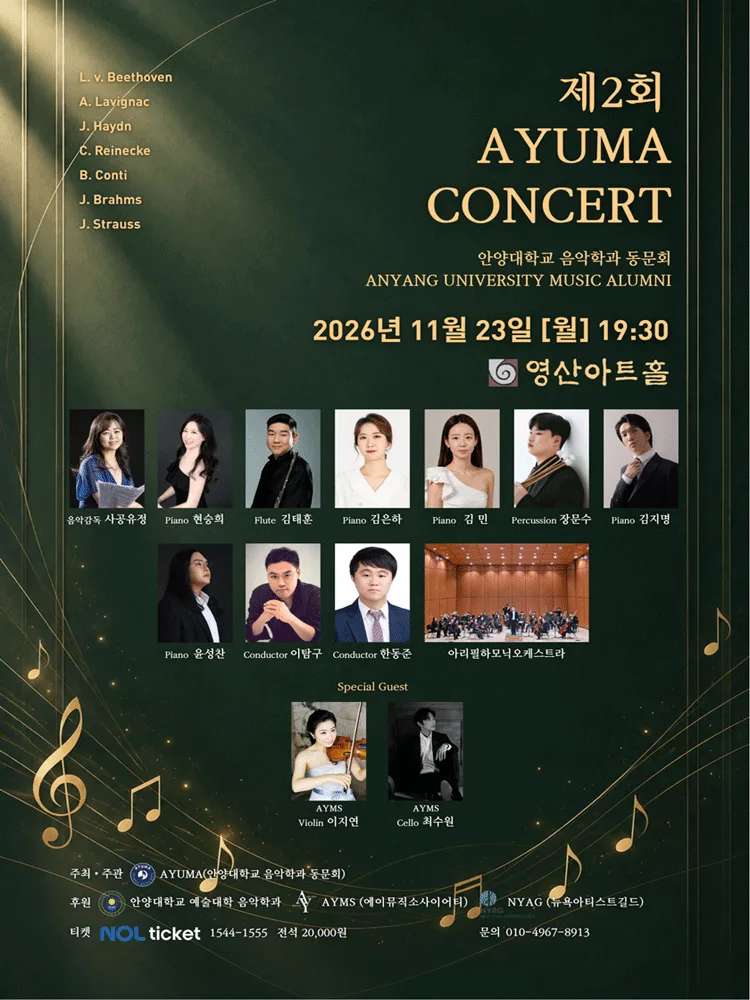 L. v. Beethoven
A. Lavignac
J. Haydn
C. Reinecke
B. Conti
J. Brahms
J. Strauss
제2회
AYUMA
CONCERT
안양대학교 음악학과 동문회
ANYANG UNIVERSITY MUSIC ALUMNI
2026년 11월 23일 [월] 19:30
영산아트홀
음악감독 사공유정
Piano 현승희
Flute 김태훈
Piano 김은하
Piano 김 민
Percussion 장문수
Piano 김지명
Piano 윤성찬
Conductor 이탐구
Conductor 한동준
아리필하모닉오케스트라
Special Guest
AYMS
Violin 이지연
AYMS
Cello 최수원
주최 • 주관 AYUMA(안양대학교 음악학과 동문회)
후원 안양대학교 예술대학 음악학과 AY AYMS (에이뮤직소사이어티) NYAG NYAG (뉴욕아티스트길드)
티켓 NOL ticket 1544-1555 전석 20,000원 문의 010-4967-8913